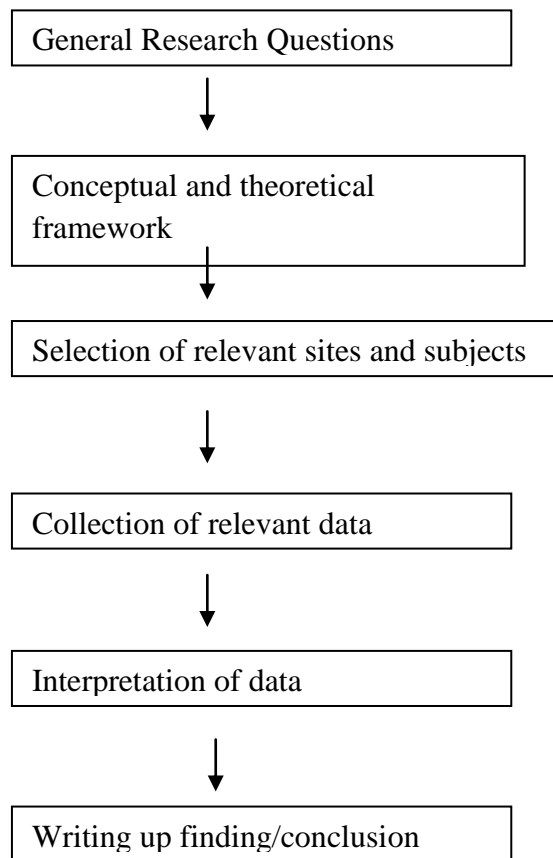 General Research Questions
Conceptual and theoretical
framework
Selection of relevant sites and subjects
Collection of relevant data
Interpretation of data
Writing up finding/conclusion